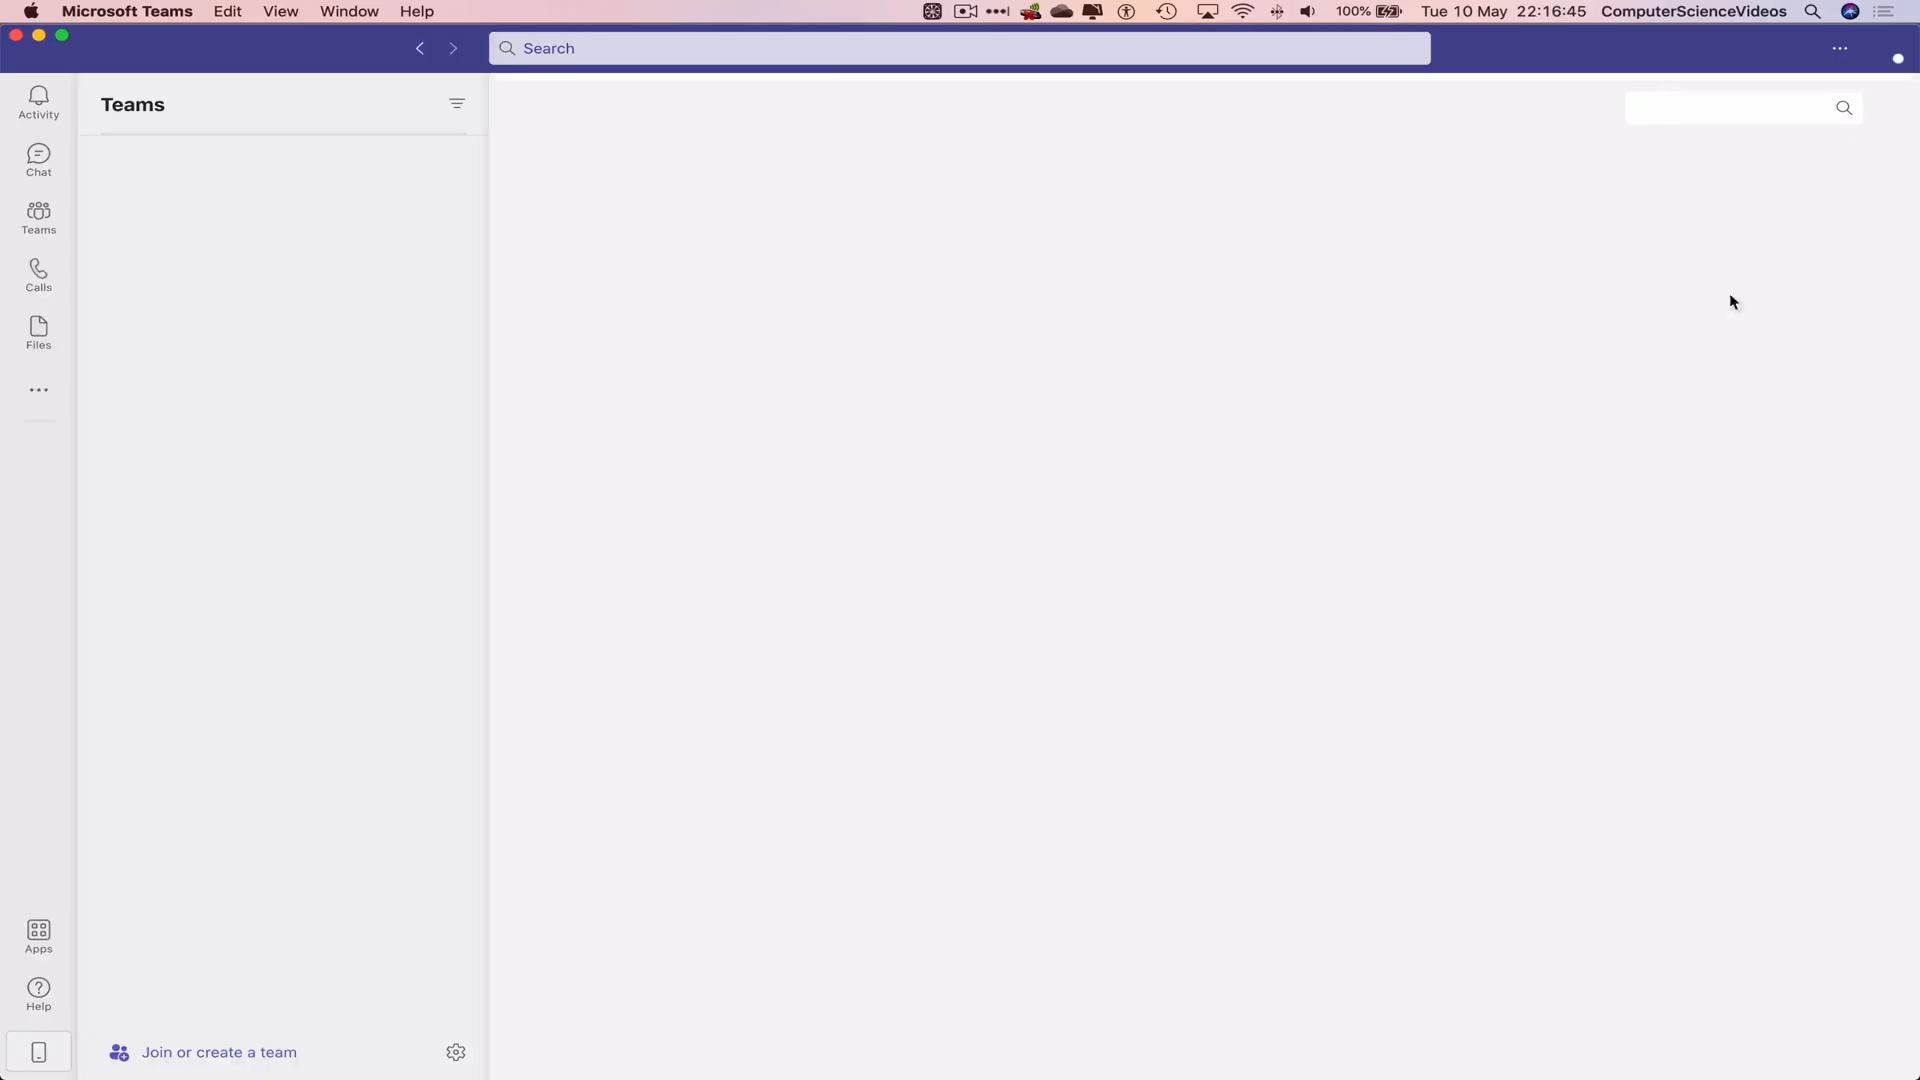 Microsoft Teams Edit View Window Help 100% Tue 10 May 22:16:45 ComputerScienceVideos
Search
Activity
Chat
Teams
Calls
Files
Apps
Help
Teams
Join or create a team